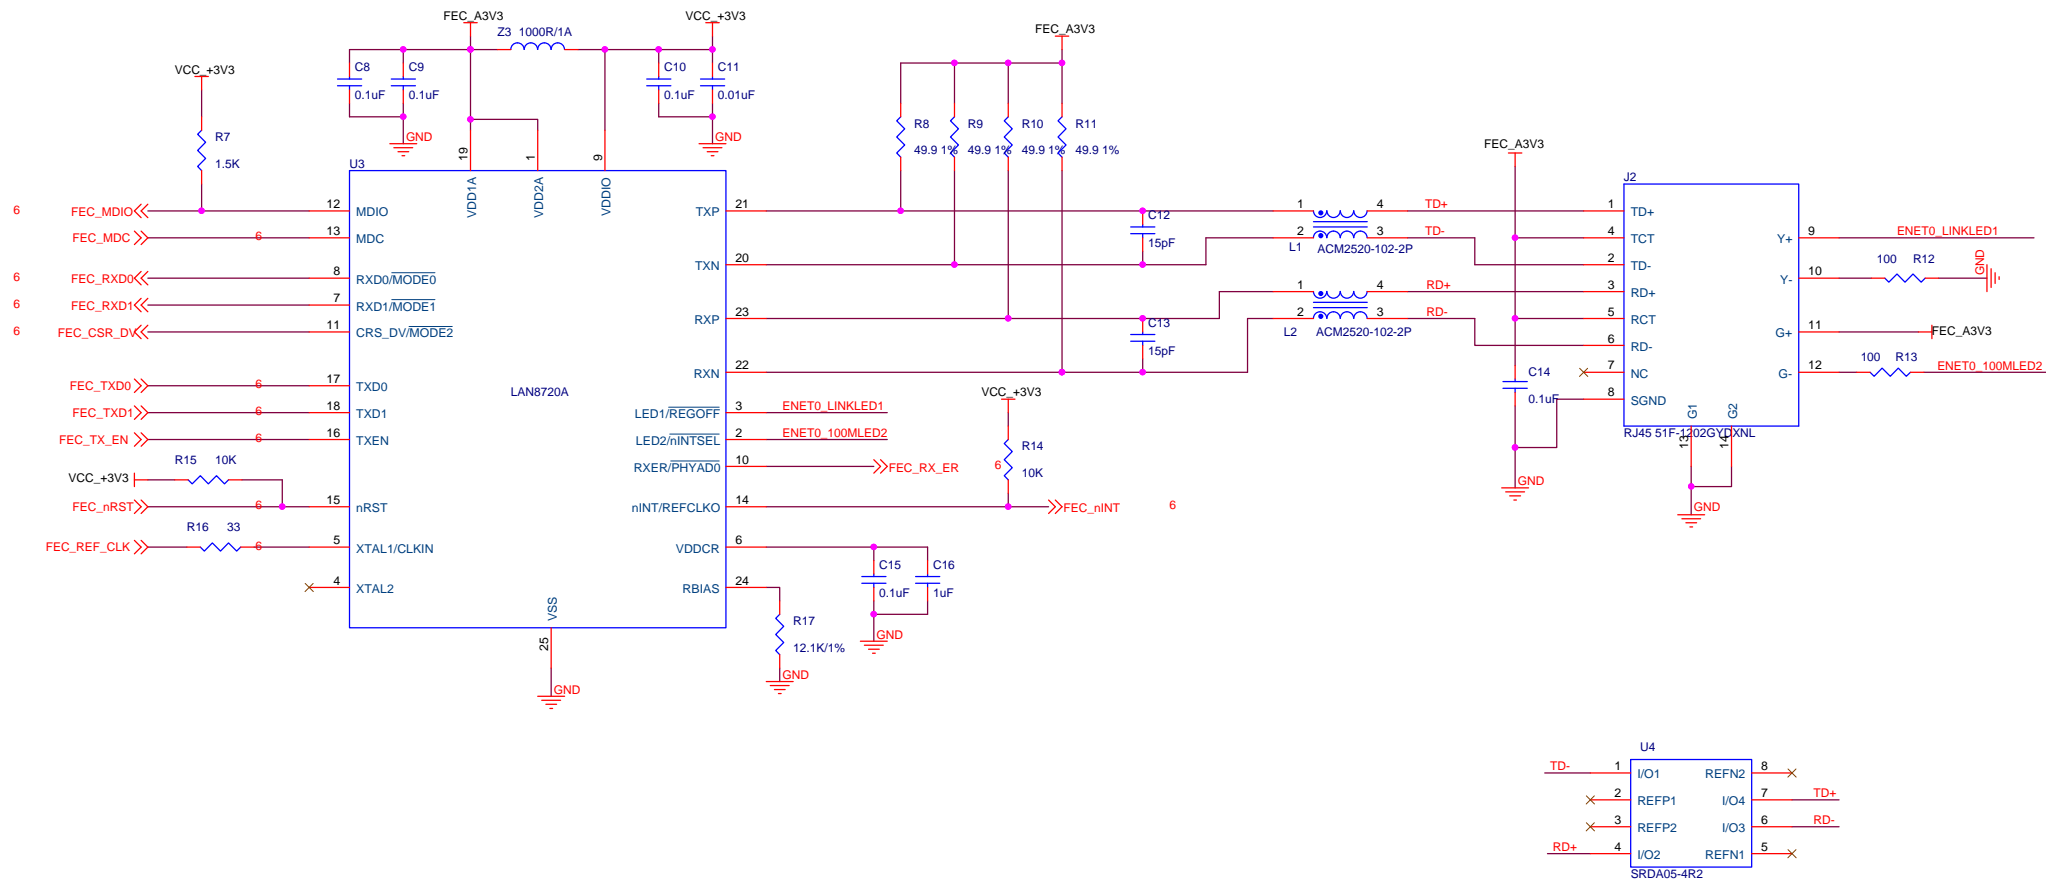 FEC_A3V3
VCC_+3V3
Z3 1000R/1A
C8
0.1uF
C9
0.1uF
C10
0.1uF
C11
0.01uF
GND
GND
VCC_+3V3
R7
1.5K
FEC_A3V3
R8
49.9 1%
R9
49.9 1%
R10
49.9 1%
R11
49.9 1%
U3
19
1
9
VDD1A
VDD2A
VDDIO
6
FEC_MDIO
12
MDIO
FEC_MDC
6
13
MDC
6
FEC_RXD0
8
RXD0/MODE0
6
FEC_RXD1
7
RXD1/MODE1
6
FEC_CSR_DV
11
CRS_DV/MODE2
FEC_TXD0
6
17
TXD0
FEC_TXD1
6
18
TXD1
FEC_TX_EN
6
16
TXEN
R15 10K
VCC_+3V3
FEC_nRST
6
15
nRST
R16 33
FEC_REF_CLK
6
5
XTAL1/CLKIN
4
XTAL2
LAN8720A
VSS
25
GND
TXP
21
TXN
20
RXP
23
RXN
22
LED1/REGOFF
3
ENET0_LINKLED1
LED2/nINTSEL
2
ENET0_100MLED2
RXER/PHYAD0
10
FEC_RX_ER
6
nINT/REFCLKO
14
FEC_nINT
6
VDDCR
6
RBIAS
24
VCC_+3V3
R14
10K
C15
0.1uF
C16
1uF
GND
R17
12.1K/1%
GND
C12
15pF
C13
15pF
1
4
TD+
2
3
TD-
L1
ACM2520-102-2P
1
4
RD+
2
3
RD-
L2
ACM2520-102-2P
FEC_A3V3
C14
0.1uF
GND
J2
1
TD+
4
TCT
2
TD-
3
RD+
5
RCT
6
RD-
7
NC
8
SGND
Y+
9
ENET0_LINKLED1
Y-
10
100 R12
GND
G+
11
FEC_A3V3
G-
12
100 R13
ENET0_100MLED2
G1
G2
RJ45 51F-1202GYDXNL
13
14
GND
U4
TD-
1
I/O1
REFN2
8
2
REFP1
I/O4
7
TD+
3
REFP2
I/O3
6
RD-
RD+
4
I/O2
REFN1
5
SRDA05-4R2